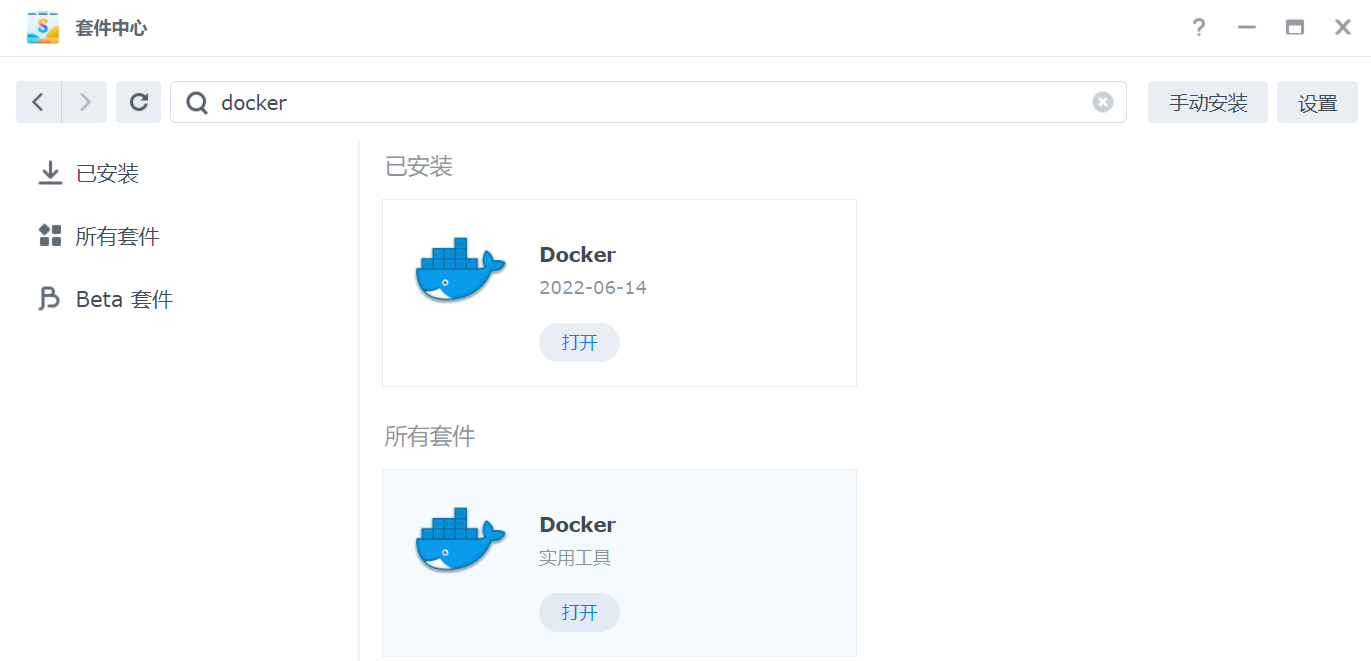 套件中心
docker
手动安装
设置
已安装
所有套件
Beta 套件
已安装
Docker
2022-06-14
打开
所有套件
Docker
实用工具
打开